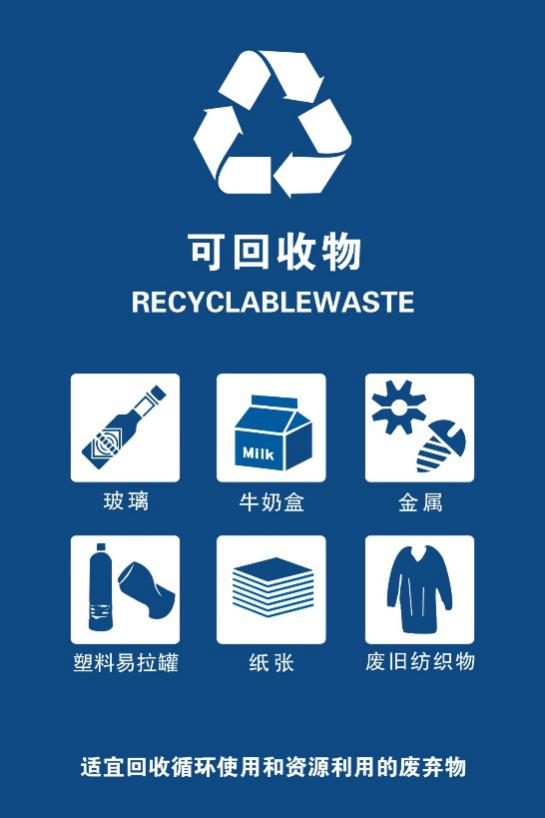 可回收物
RECYCLABLEWASTE
Milk
玻璃
牛奶盒
金属
塑料易拉罐
纸张
废旧纺织物
适宜回收循环使用和资源利用的废弃物